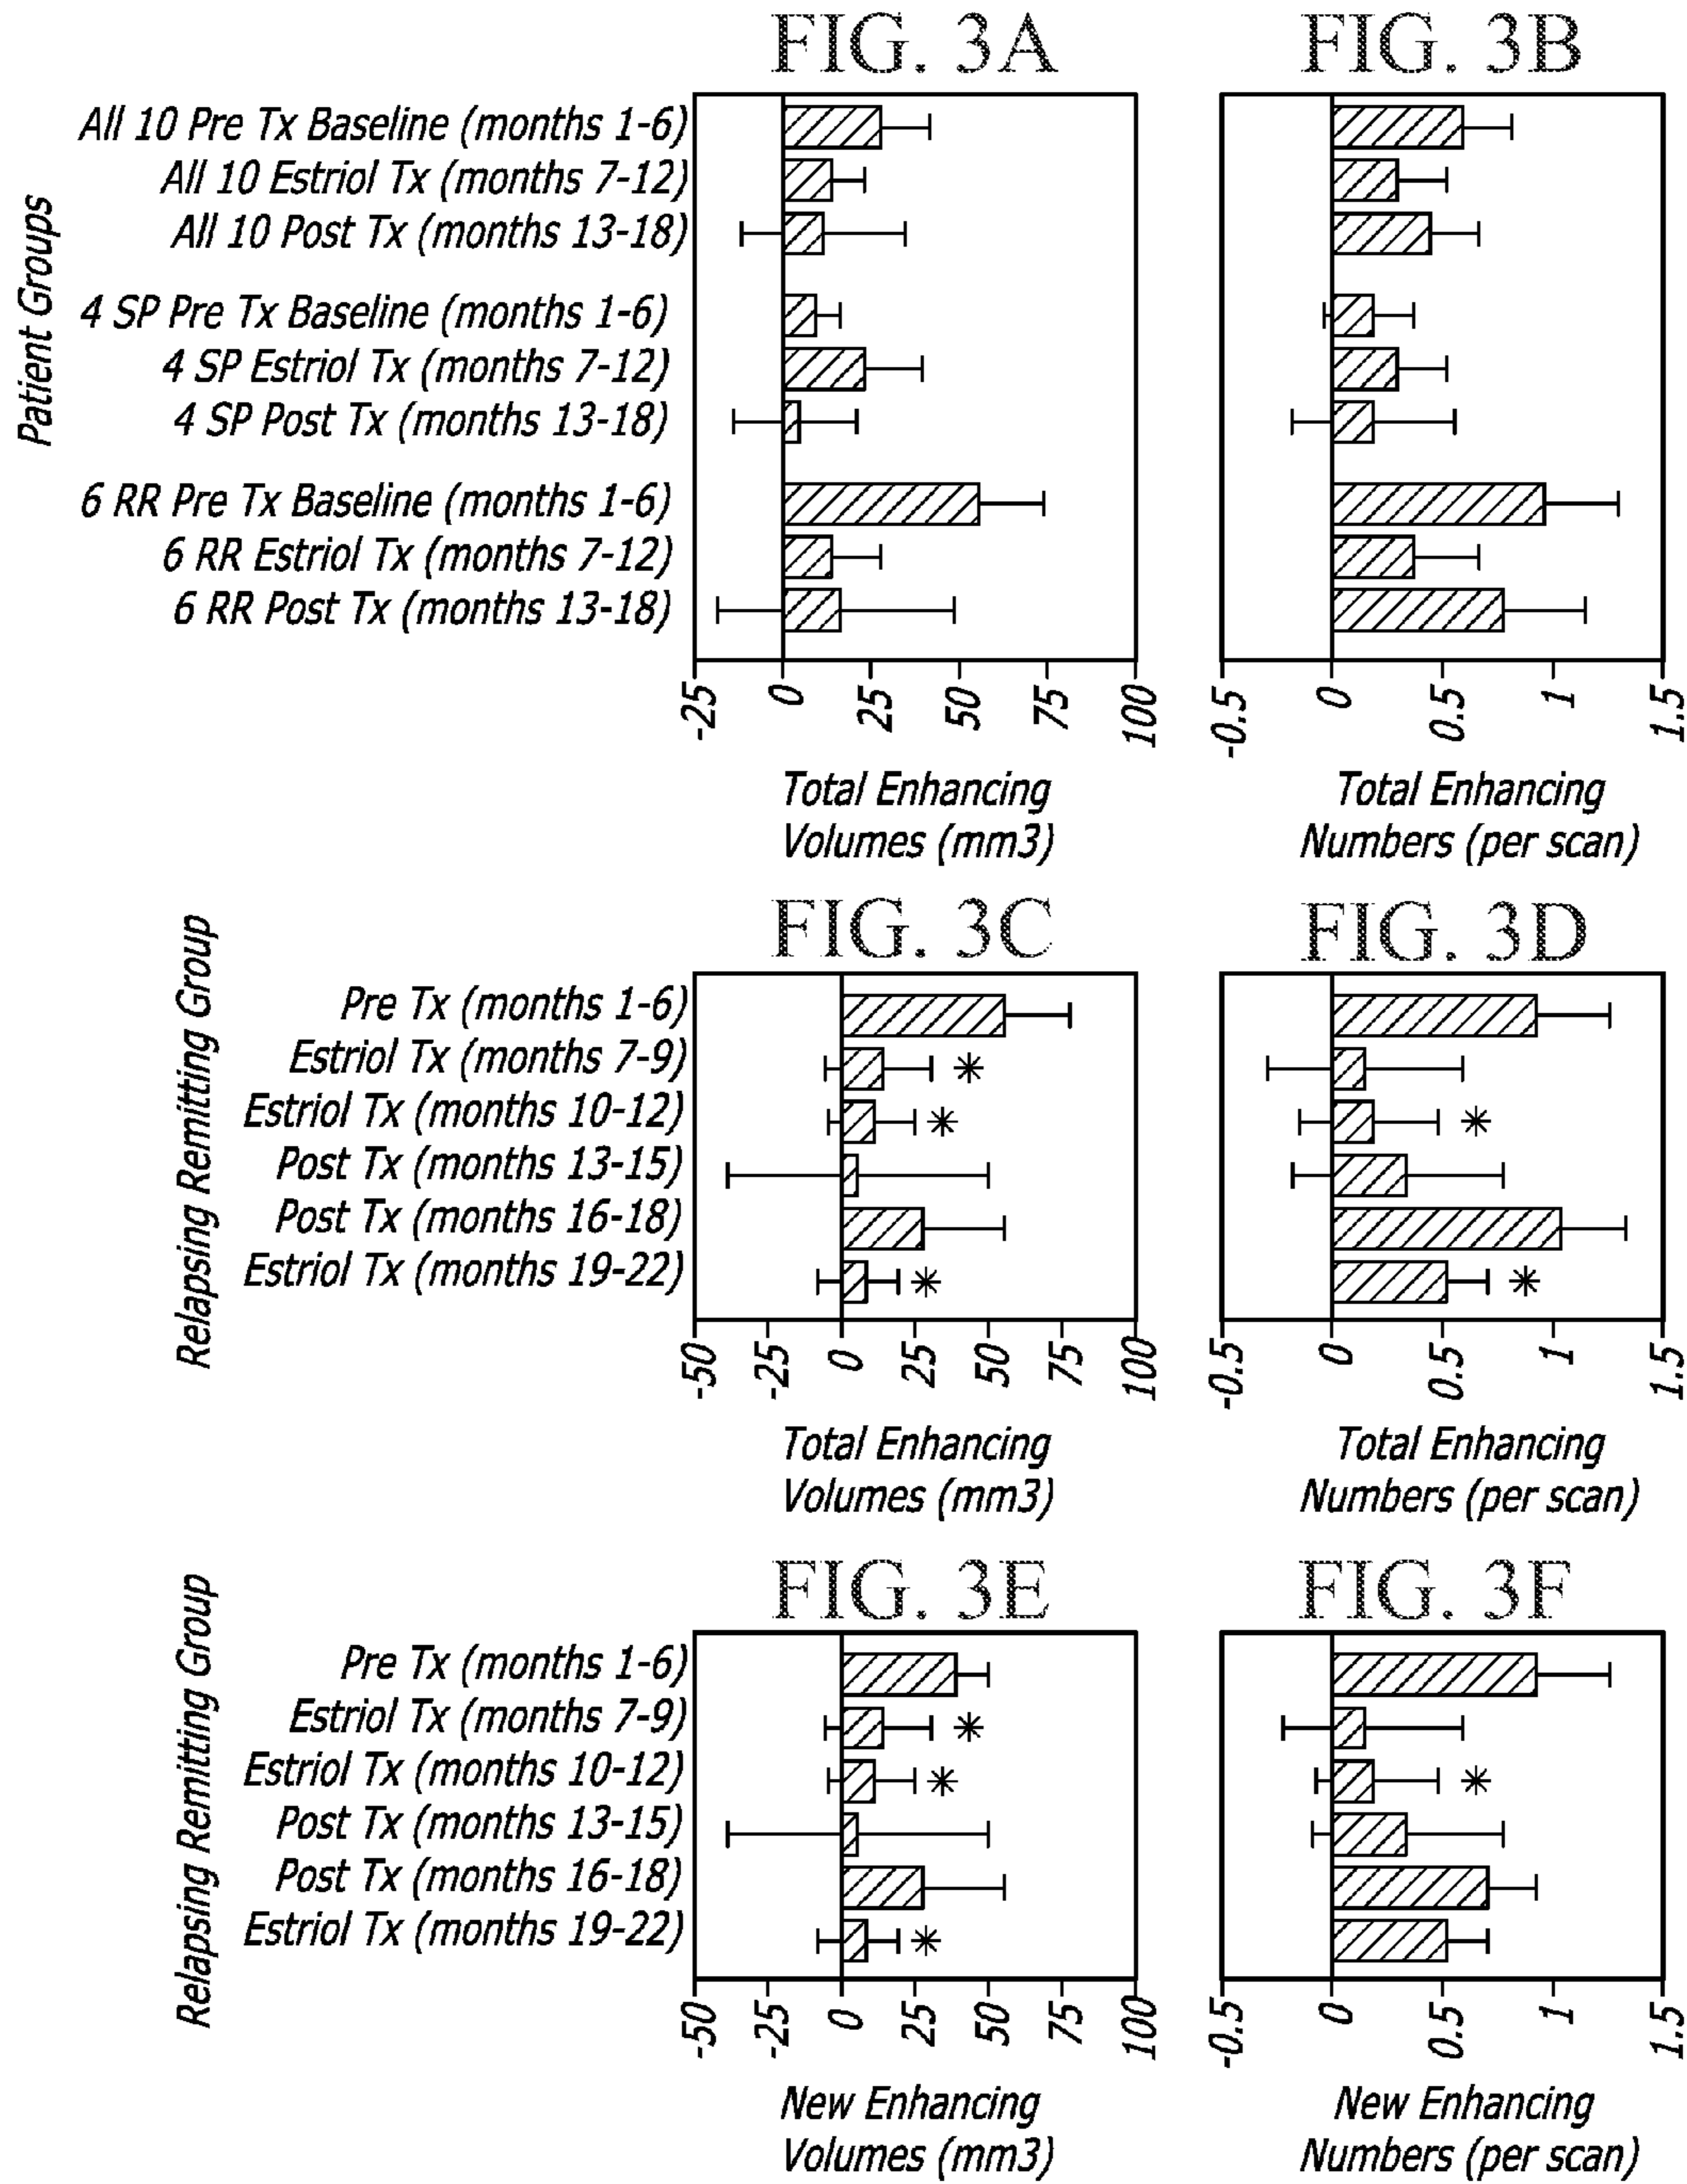 FIG. 3A
FIG. 3B
Patient Groups
All 10 Pre Tx Baseline (months 1-6)
All 10 Estriol Tx (months 7-12)
All 10 Post Tx (months 13-18)
4 SP Pre Tx Baseline (months 1-6)
4 SP Estriol Tx (months 7-12)
4 SP Post Tx (months 13-18)
6 RR Pre Tx Baseline (months 1-6)
6 RR Estriol Tx (months 7-12)
6 RR Post Tx (months 13-18)
-25 0 25 50 75 100
-0.5 0 0.5 1 1.5
Total Enhancing
Volumes (mm3)
Total Enhancing
Numbers (per scan)
FIG. 3C
FIG. 3D
Relapsing Remitting Group
Pre Tx (months 1-6)
Estriol Tx (months 7-9)
Estriol Tx (months 10-12)
Post Tx (months 13-15)
Post Tx (months 16-18)
Estriol Tx (months 19-22)
* * *
* *
-50 -25 0 25 50 75 100
-0.5 0 0.5 1 1.5
Total Enhancing
Volumes (mm3)
Total Enhancing
Numbers (per scan)
FIG. 3E
FIG. 3F
Relapsing Remitting Group
Pre Tx (months 1-6)
Estriol Tx (months 7-9)
Estriol Tx (months 10-12)
Post Tx (months 13-15)
Post Tx (months 16-18)
Estriol Tx (months 19-22)
* * *
*
-50 -25 0 25 50 75 100
-0.5 0 0.5 1 1.5
New Enhancing
Volumes (mm3)
New Enhancing
Numbers (per scan)